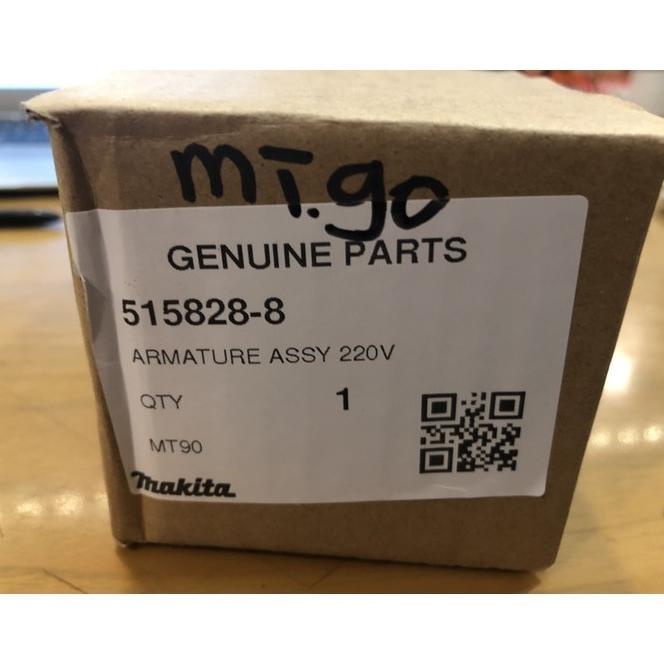 MT.90
GENUINE PARTS
515828-8
ARMATURE ASSY 220V
QTY 1
MT90
makita